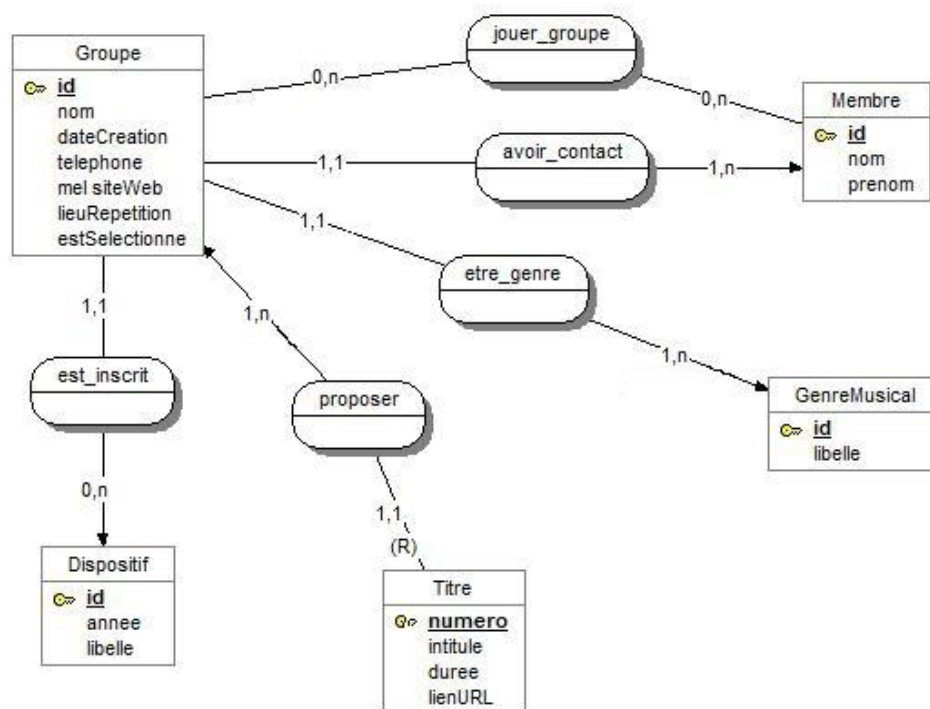 jouer_groupe
Groupe
id
nom
dateCreation
telephone
mel siteWeb
lieuRepetition
estSelectionne
0,n
0,n
Membre
id
nom
prenom
avoir_contact
1,1
1,n
1,1
etre_genre
1,n
GenreMusical
id
libelle
1,1
est_inscrit
0,n
1,n
proposer
1,1
(R)
Dispositif
id
annee
libelle
Titre
numero
intitule
duree
lienURL